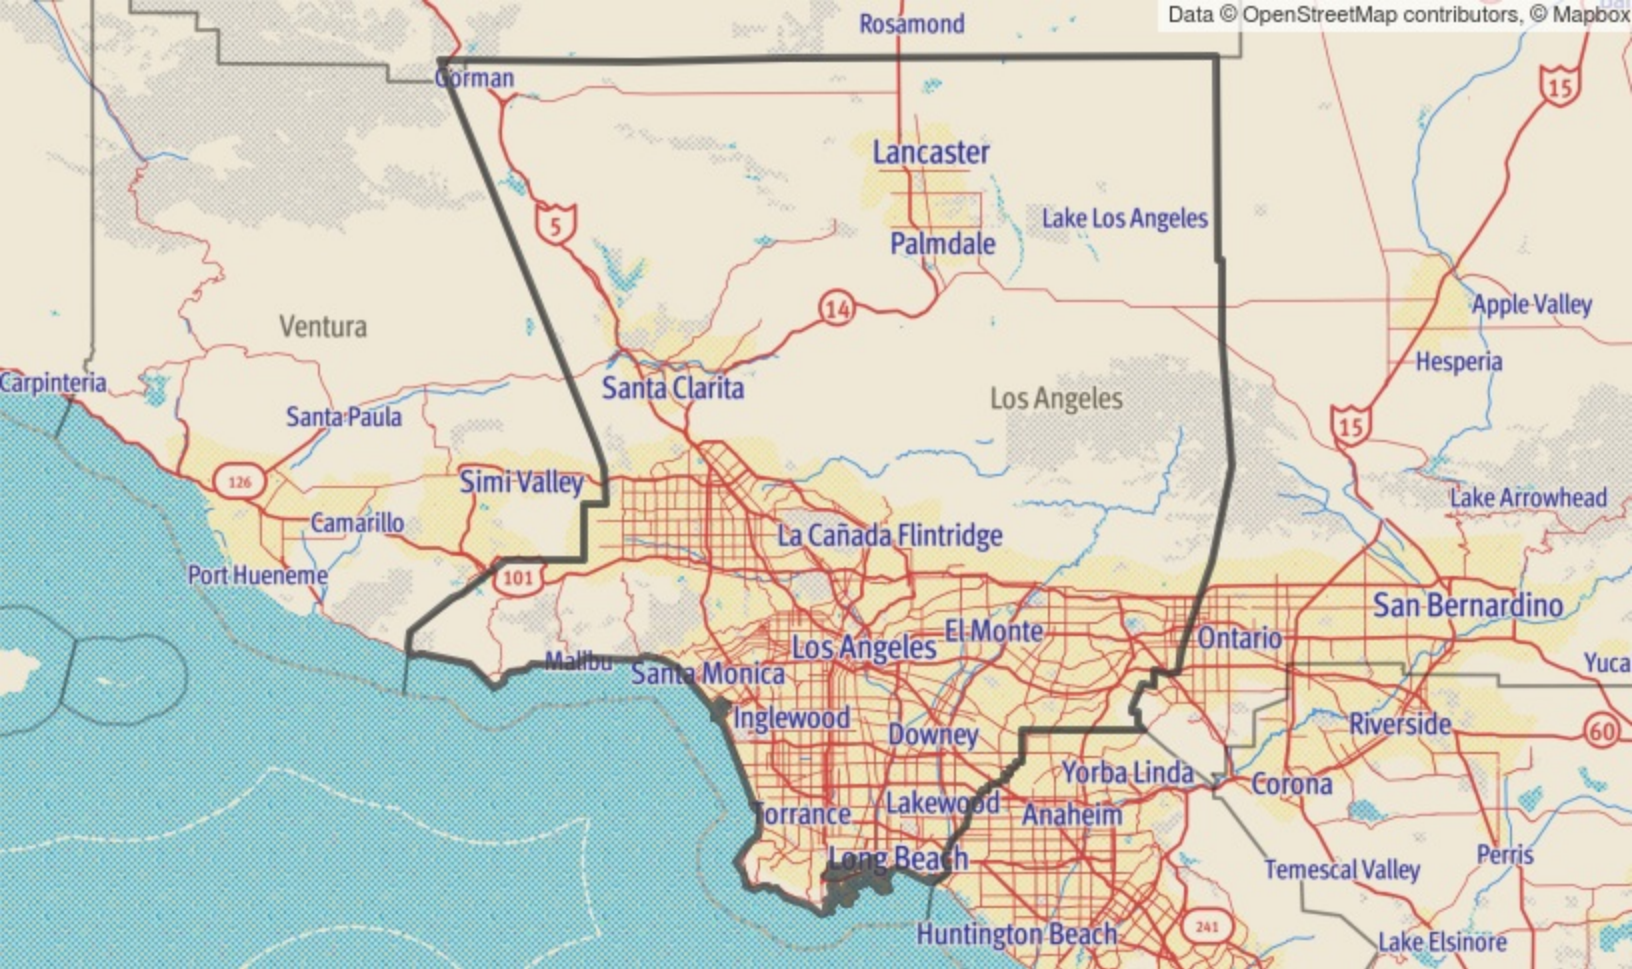 Data © OpenStreetMap contributors, © Mapbox
Rosamond
Gorman
15
Lancaster
5
Lake Los Angeles
Palmdale
14
Apple Valley
Ventura
Hesperia
Carpinteria
Santa Clarita
Los Angeles
Santa Paula
15
126
Simi Valley
Lake Arrowhead
Camarillo
La Cañada Flintridge
Port Hueneme
101
San Bernardino
El Monte
Ontario
Los Angeles
Malibu
Santa Monica
Yuca
Inglewood
Downey
Riverside
60
Yorba Linda
Corona
Lakewood
Torrance
Anaheim
Long Beach
Perris
Temescal Valley
241
Huntington Beach
Lake Elsinore